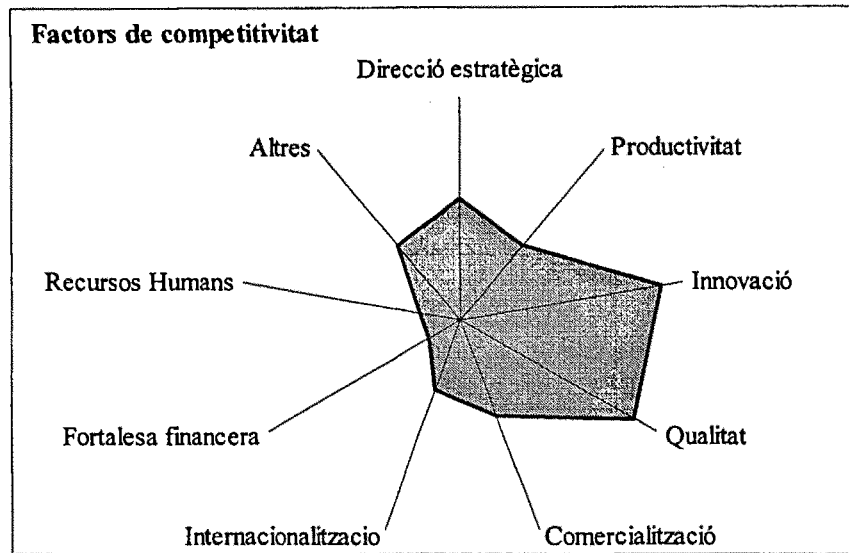 Factors de competitivitat
Direcció estratègica
Altres
Productivitat
Recursos Humans
Innovació
Fortalesa financera
Qualitat
Internacionalitzacio
Comercialització